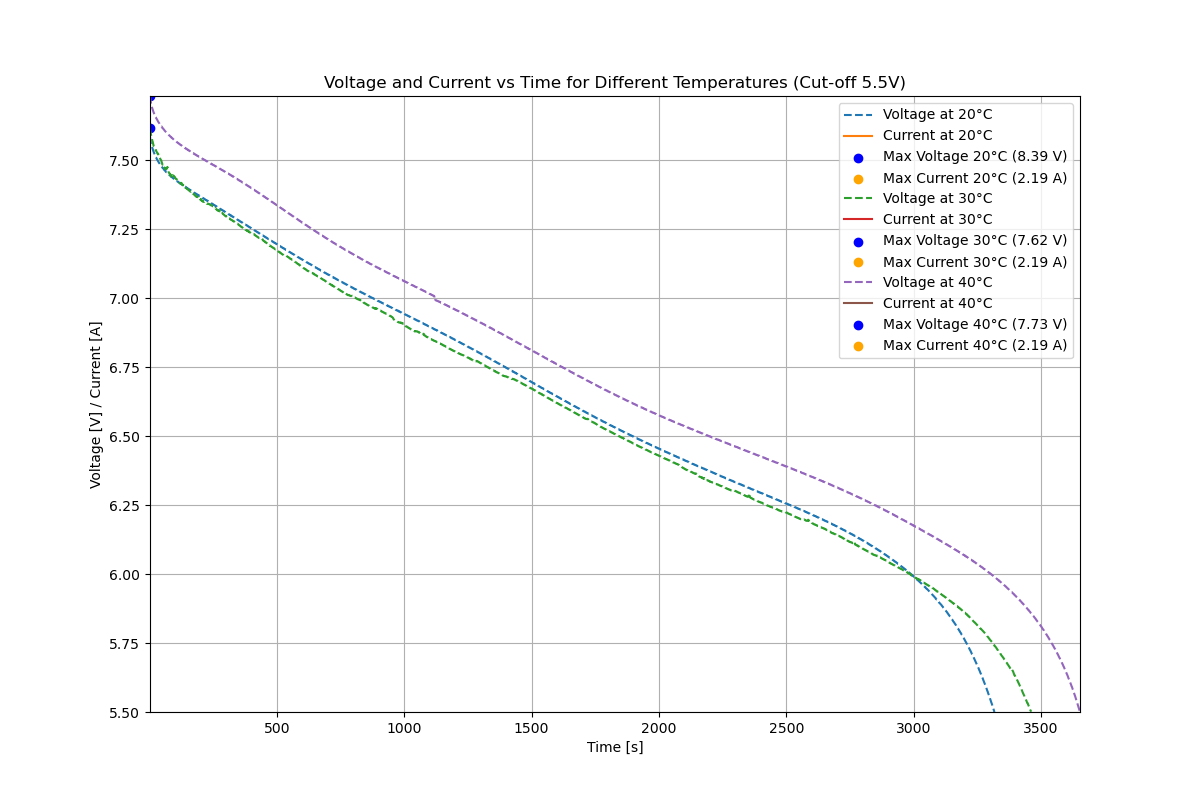 Voltage and Current vs Time for Different Temperatures (Cut-off 5.5V)
Voltage at 20°C
Current at 20°C
Max Voltage 20°C (8.39 V)
Max Current 20°C (2.19 A)
Voltage at 30°C
Current at 30°C
Max Voltage 30°C (7.62 V)
Max Current 30°C (2.19 A)
Voltage at 40°C
Current at 40°C
Max Voltage 40°C (7.73 V)
Max Current 40°C (2.19 A)
Voltage [V] / Current [A]
7.50
7.25
7.00
6.75
6.50
6.25
6.00
5.75
5.50
500 1000 1500 2000 2500 3000 3500
Time [s]